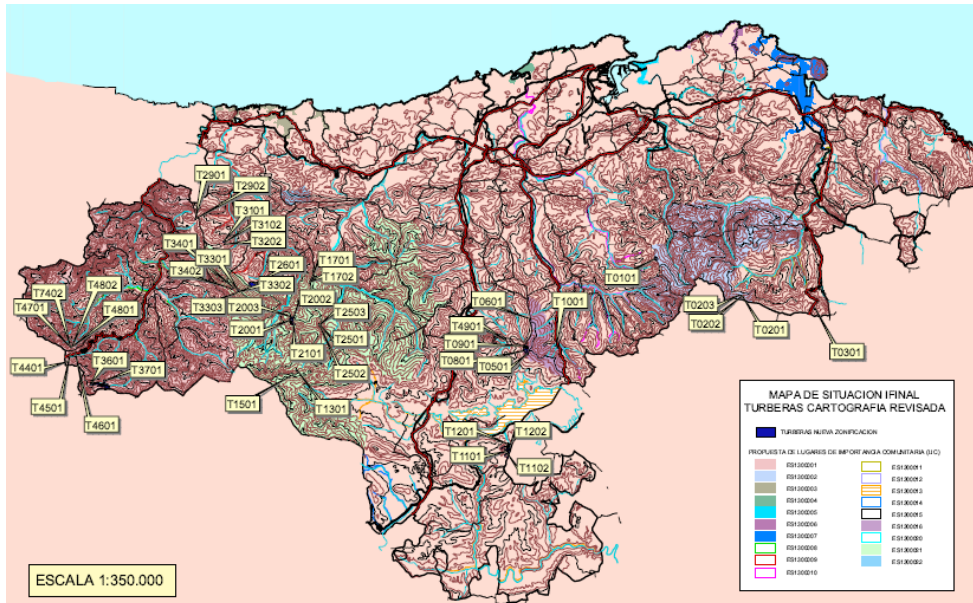 T2901
T2902
T3101
T3102
T3202
T3401
T3301
T3402
T2601
T1701
T1702
T3302
T3303
T2003
T2002
T2503
T2001
T2501
T2101
T2502
T7402
T4802
T4701
T4801
T4401
T3601
T3701
T4501
T4601
T1501
T1301
T0601
T1001
T0101
T4901
T0901
T0801
T0501
T0203
T0202
T0201
T0301
T1201
T1202
T1101
T1102
MAPA DE SITUACION IFINAL
TURBERAS CARTOGRAFIA REVISADA
TURBERAS NUEVA ZONIFICACION
PROPUESTA DE LUGARES DE IMPORTANCIA COMUNITARIA (LIC)
ES1300001
ES1300002
ES1300003
ES1300004
ES1300005
ES1300006
ES1300007
ES1300008
ES1300009
ES1300010
ES1300011
ES1300012
ES1300013
ES1300014
ES1300015
ES1300016
ES1300020
ES1300021
ES1300022
ESCALA 1:350.000